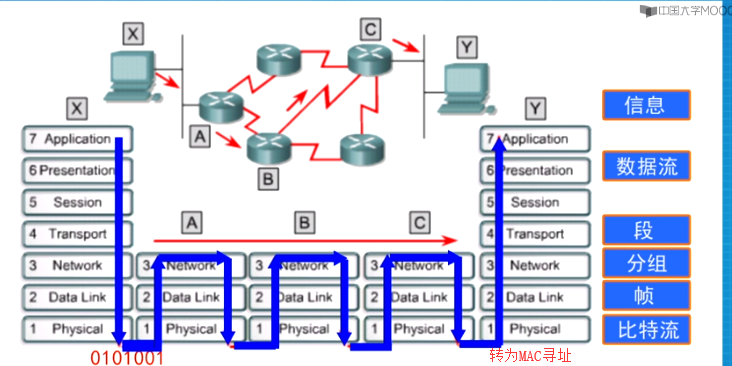 中国大学MOOC
X
C
Y
A
B
X
Y
信息
7 Application
7 Application
6 Presentation
6 Presentation
数据流
5 Session
5 Session
A
B
C
4 Transport
4 Transport
段
3 Network
3 Network
3 Network
3 Network
3 Network
分组
2 Data Link
2 Data Link
2 Data Link
2 Data Link
2 Data Link
帧
1 Physical
1 Physical
1 Physical
1 Physical
1 Physical
比特流
0101001
转为MAC寻址